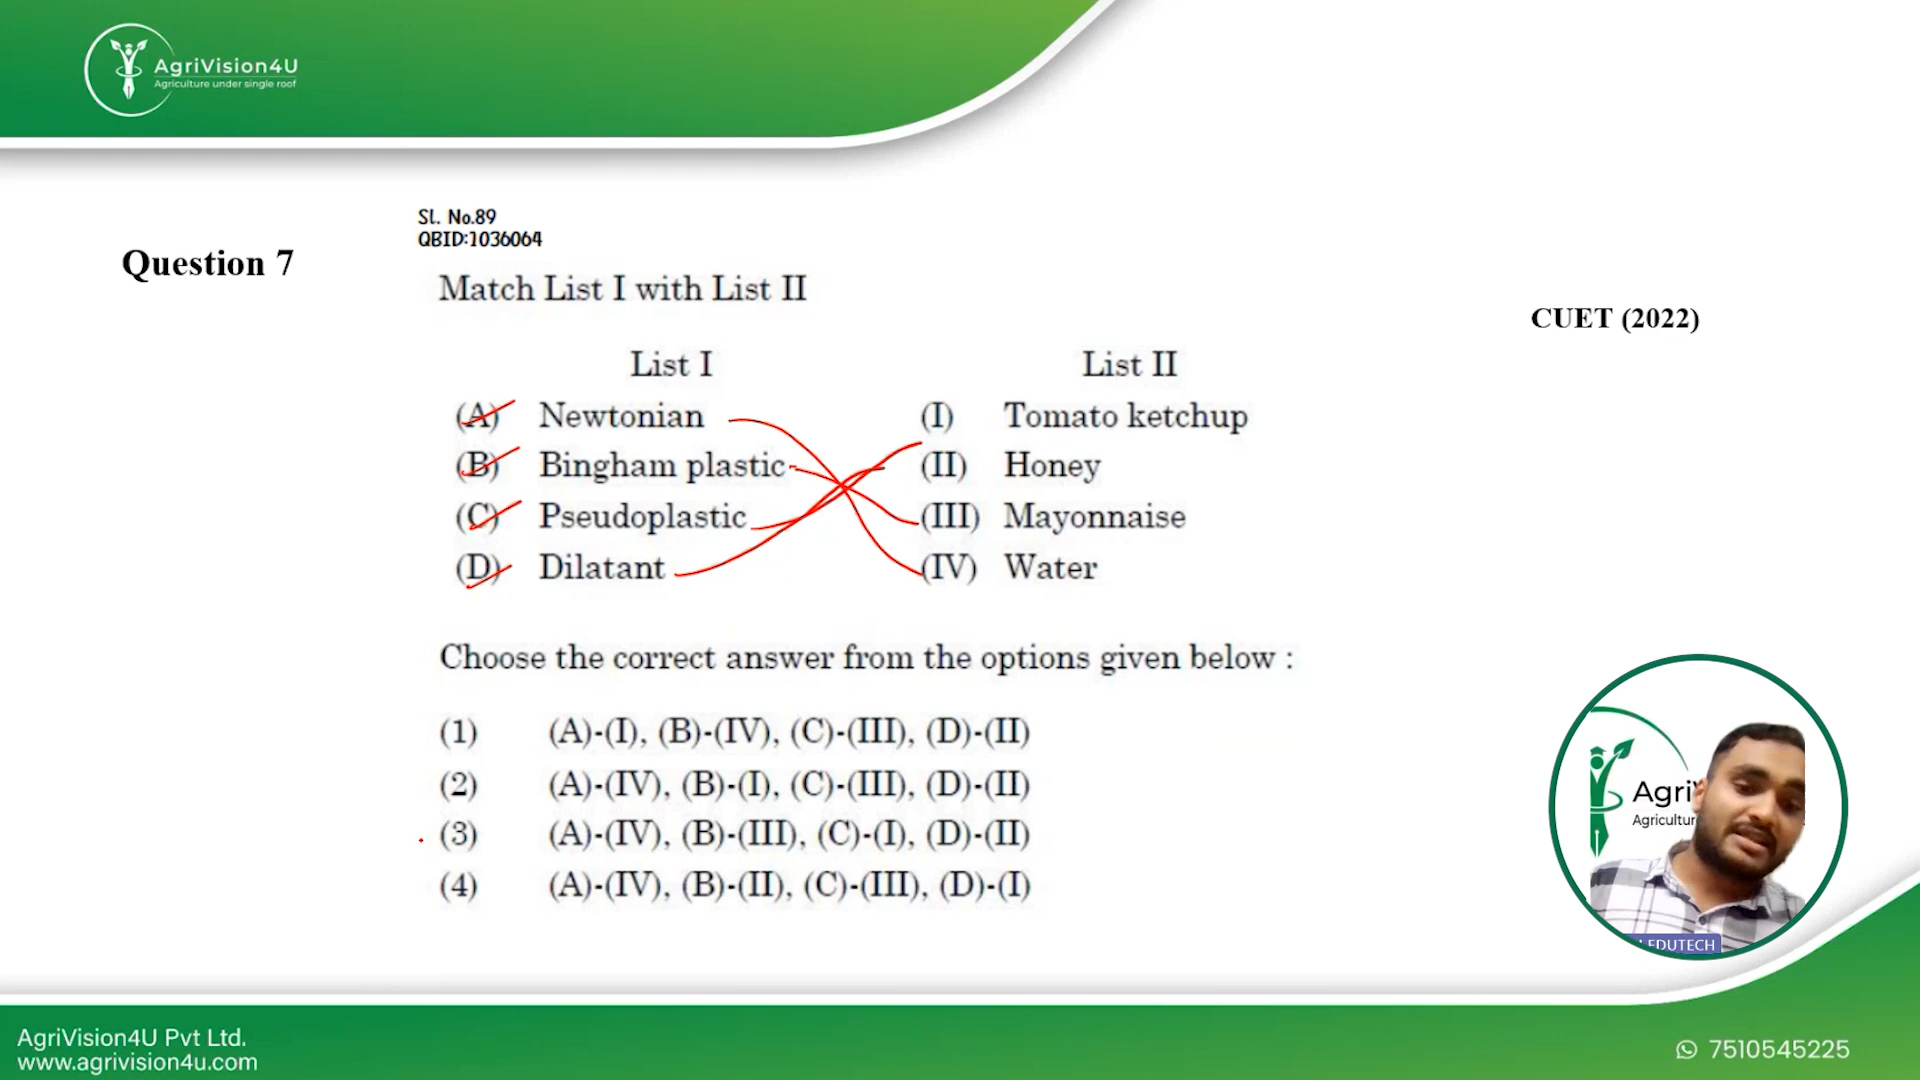 AgriVision4U
Agriculture under single roof
Sl. No.89
QBID:1036064
Question 7
Match List I with List II
CUET (2022)
List I List II
(A) Newtonian (I) Tomato ketchup
(B) Bingham plastic (II) Honey
(C) Pseudoplastic (III) Mayonnaise
(D) Dilatant (IV) Water
Choose the correct answer from the options given below :
(1) (A)-(I), (B)-(IV), (C)-(III), (D)-(II)
(2) (A)-(IV), (B)-(I), (C)-(III), (D)-(II)
(3) (A)-(IV), (B)-(III), (C)-(I), (D)-(II)
(4) (A)-(IV), (B)-(II), (C)-(III), (D)-(I)
EDUTECH
AgriVision4U Pvt Ltd.
www.agrivision4u.com
7510545225